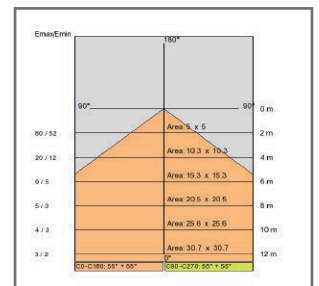 Emax/Emin
180°
90° 90° 0 m
80 / 52 Area: 5 x 5 2 m
20 / 12 Area: 10.3 x 10.3 4 m
9 / 5 Area: 15.3 x 15.3 6 m
5 / 3 Area: 20.5 x 20.5 8 m
4 / 3 Area: 25.6 x 25.6 10 m
3 / 2 Area: 30.7 x 30.7 12 m
0°
C0-C180: 55° + 55° C90-C270: 55° + 55°